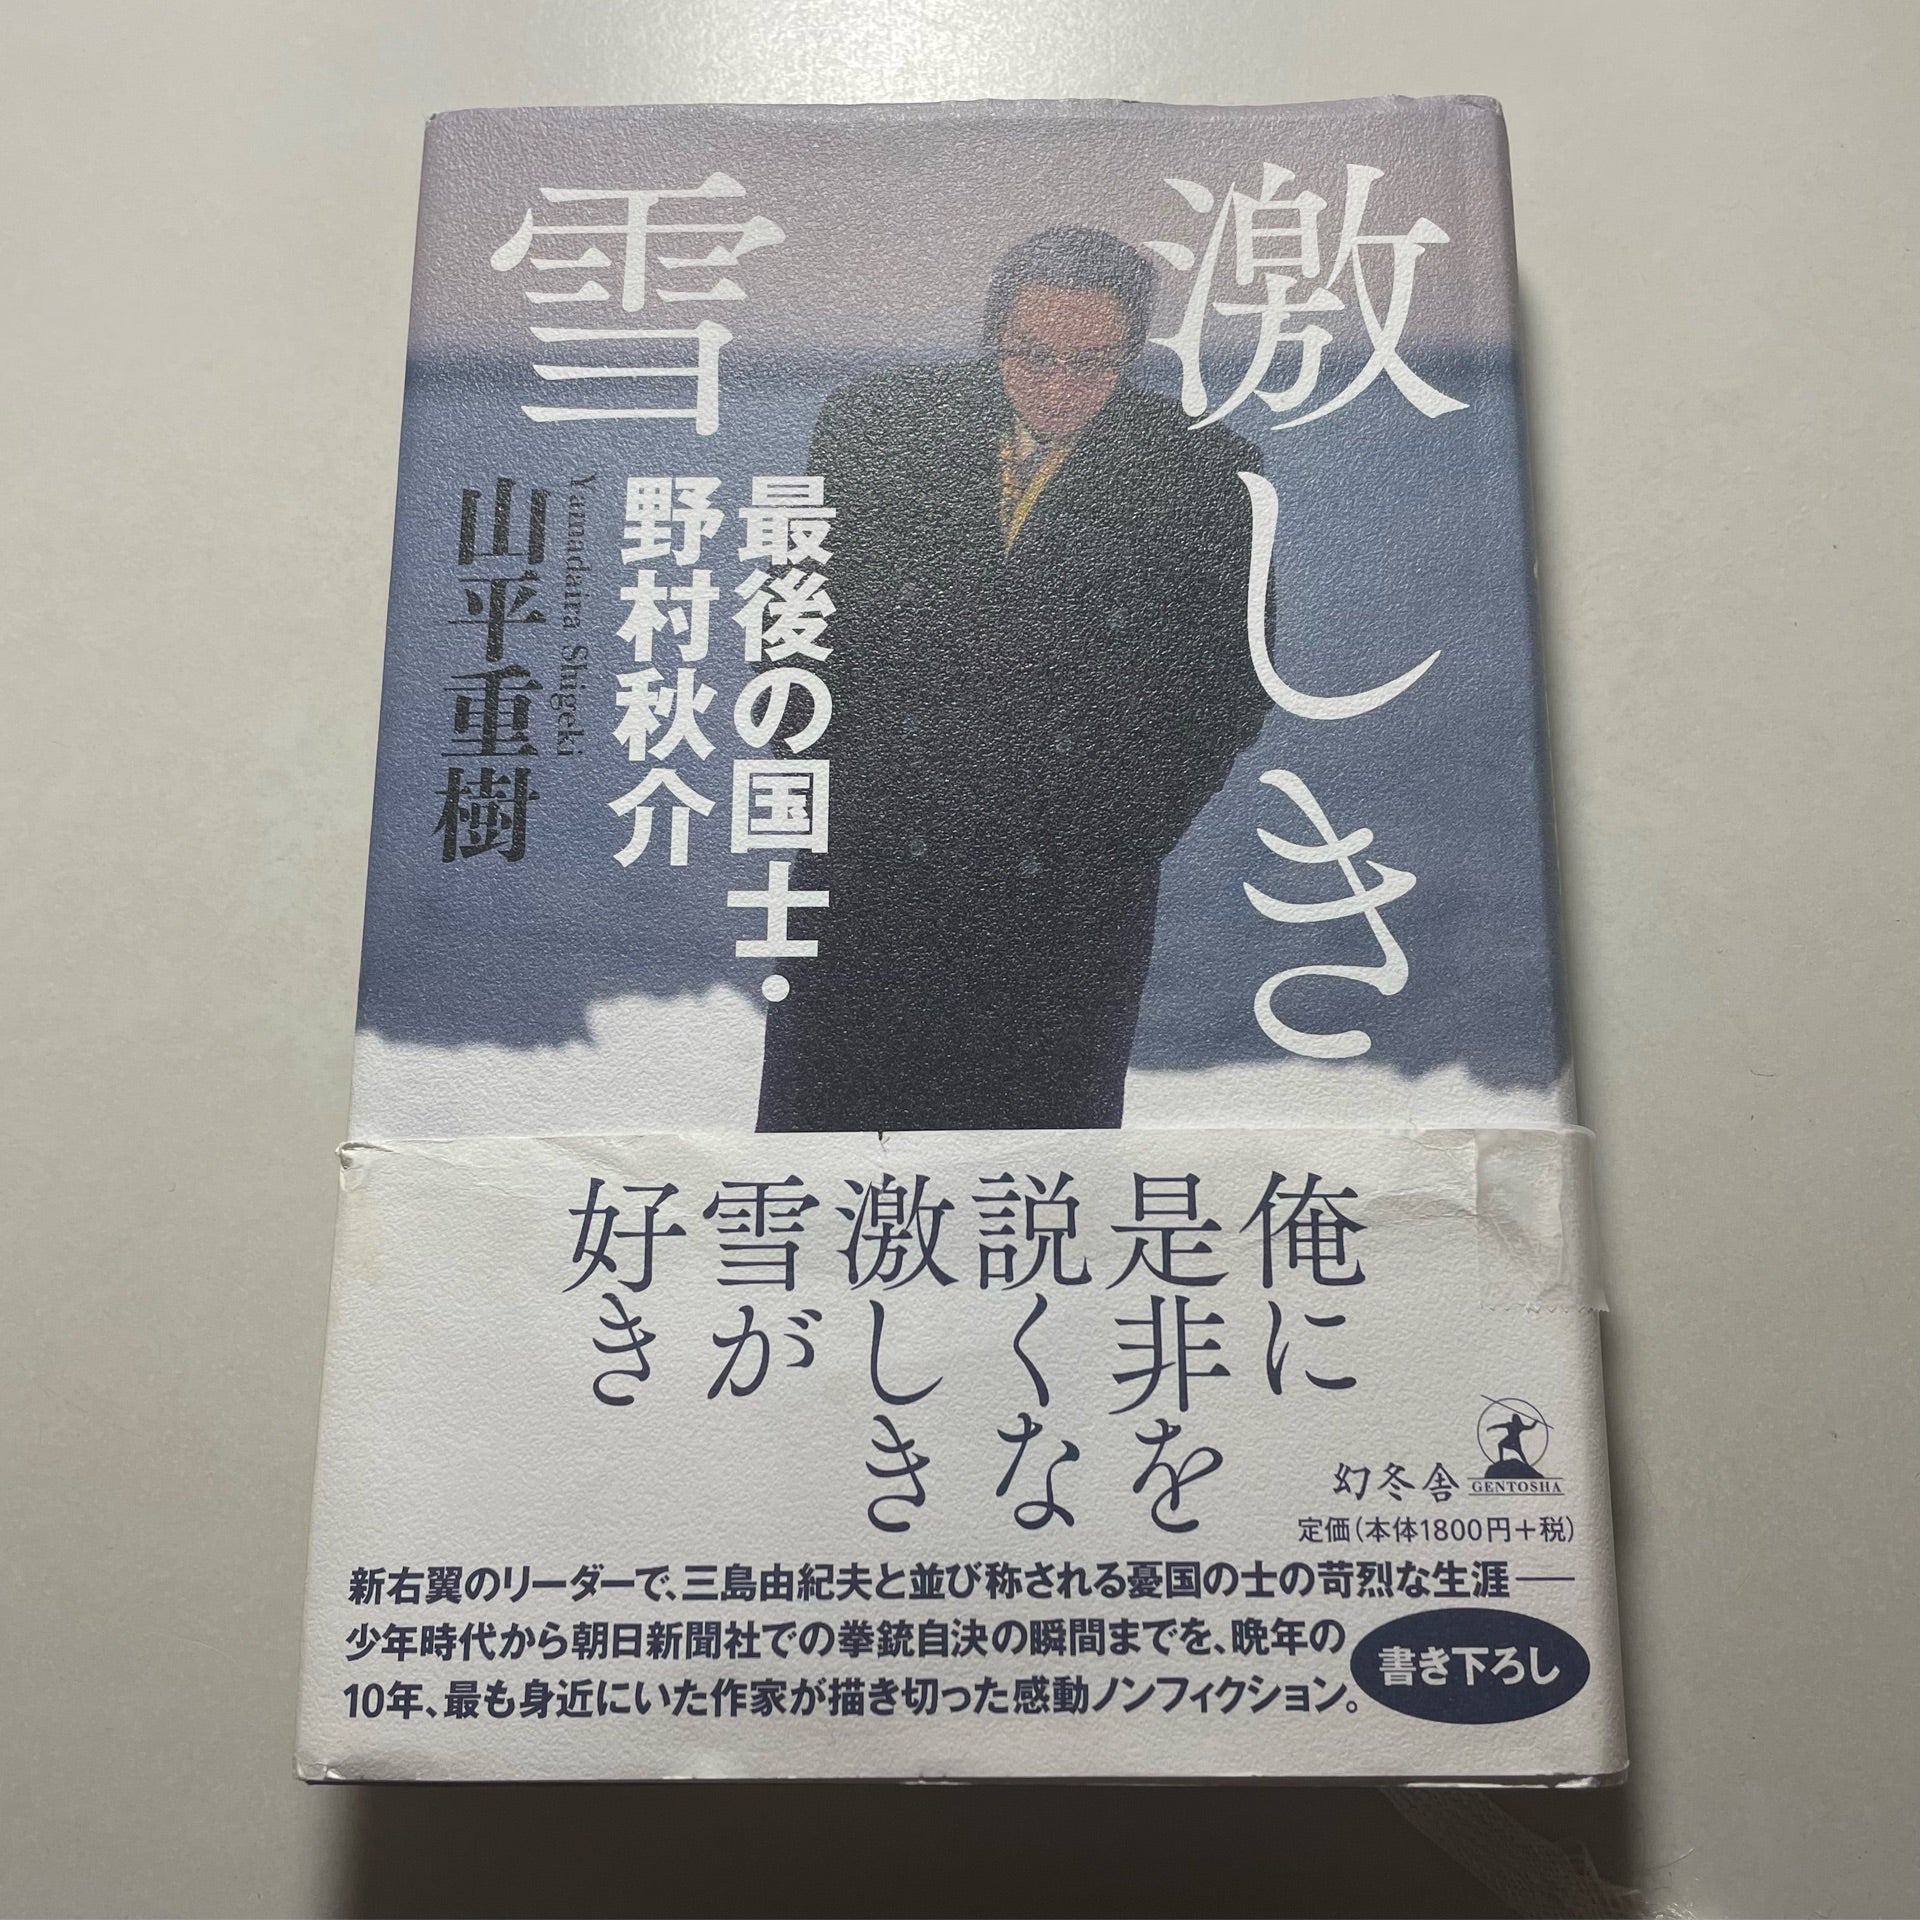 激しき
雪
最後の国士・
野村秋介
Yamadaira Shigeki
山平重樹
俺に
是非を
説くな
激しき
雪が
好き
幻冬舎
GENTOSHA
定価(本体1800円+税)
新右翼のリーダーで、三島由紀夫と並び称される憂国の士の苛烈な生涯――
少年時代から朝日新聞社での拳銃自決の瞬間までを、晩年の
10年、最も身近にいた作家が描き切った感動ノンフィクション。
書き下ろし